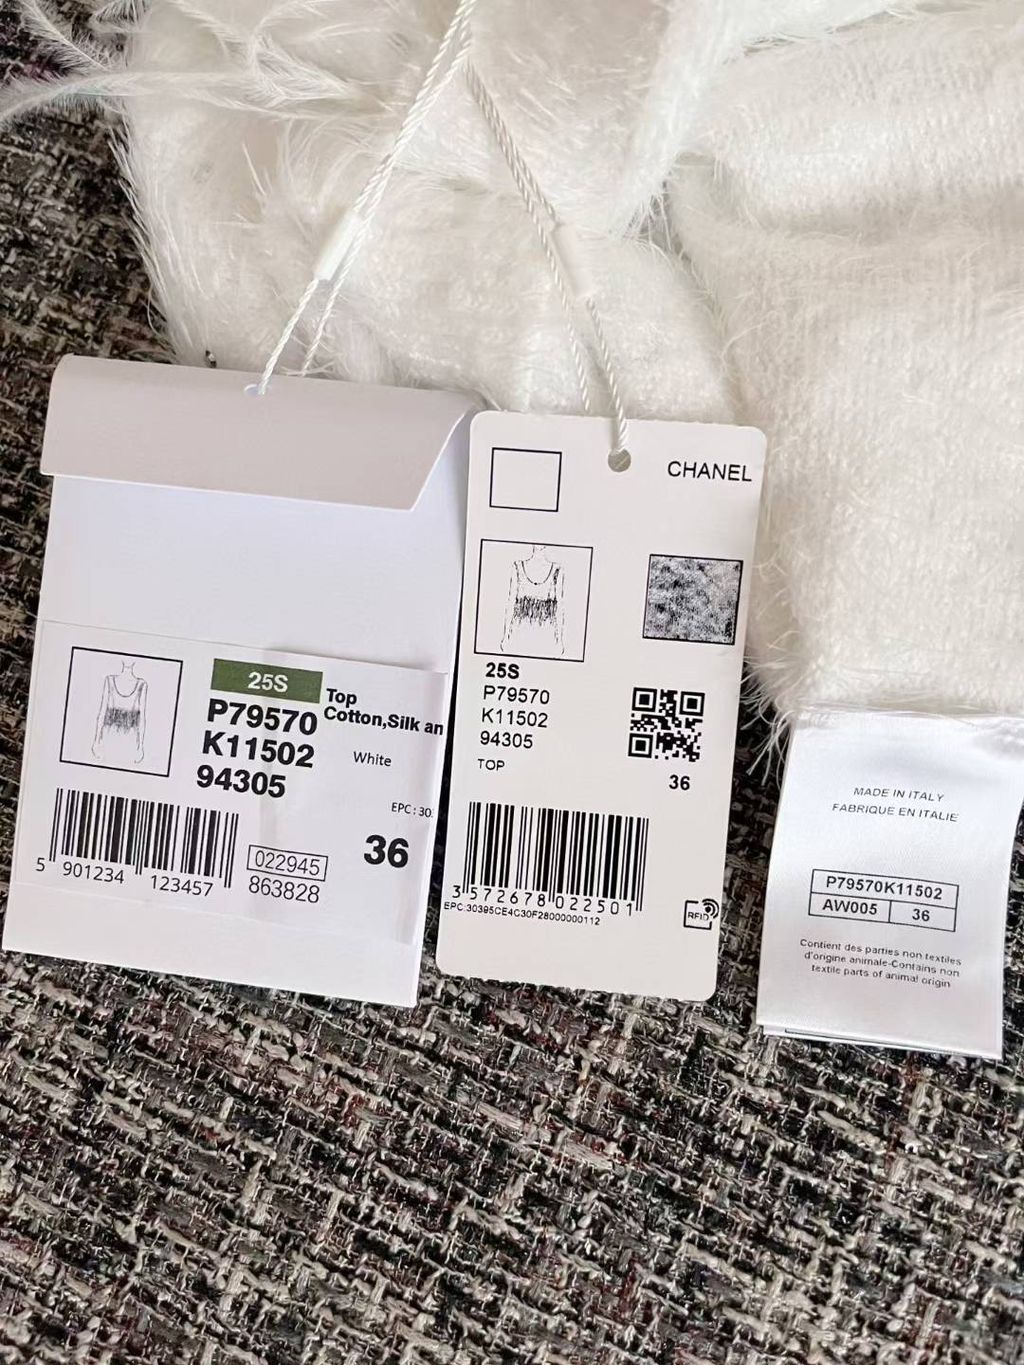 25S
Top
P79570
Cotton,Silk an
K11502
White
94305
EPC : 30
36
5 901234 123457
022945
863828
CHANEL
25S
P79570
K11502
94305
TOP
36
3 572678 022501
EPC:30395CE4C30F28000000112
RFID
MADE IN ITALY
FABRIQUE EN ITALIE
P79570K11502
AW005 36
Contient des parties non textiles
d'origine animale-Contains non
textile parts of animal origin